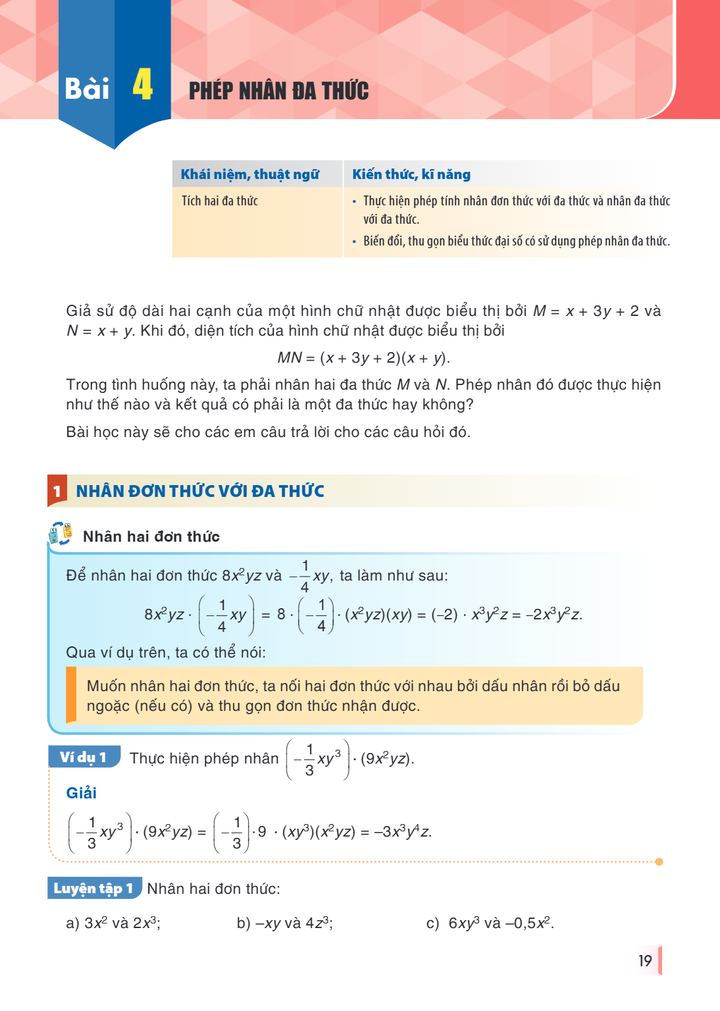 Bài 4 PHÉP NHÂN ĐA THỨC
Khái niệm, thuật ngữ
Tích hai đa thức
Kiến thức, kĩ năng
• Thực hiện phép tính nhân đơn thức với đa thức và nhân đa thức
với đa thức.
• Biến đổi, thu gọn biểu thức đại số có sử dụng phép nhân đa thức.
Giả sử độ dài hai cạnh của một hình chữ nhật được biểu thị bởi M = x + 3y + 2 và
N = x + y. Khi đó, diện tích của hình chữ nhật được biểu thị bởi
MN = (x + 3y + 2)(x + y).
Trong tình huống này, ta phải nhân hai đa thức M và N. Phép nhân đó được thực hiện
như thế nào và kết quả có phải là một đa thức hay không?
Bài học này sẽ cho các em câu trả lời cho các câu hỏi đó.
1 NHÂN ĐƠN THỨC VỚI ĐA THỨC
Nhân hai đơn thức
Để nhân hai đơn thức 8x²yz và –1/4 xy, ta làm như sau:
8x²yz · (–1/4 xy) = 8 · (–1/4) · (x²yz)(xy) = (–2) · x³y²z = –2x³y²z.
Qua ví dụ trên, ta có thể nói:
Muốn nhân hai đơn thức, ta nối hai đơn thức với nhau bởi dấu nhân rồi bỏ dấu
ngoặc (nếu có) và thu gọn đơn thức nhận được.
Ví dụ 1 Thực hiện phép nhân (–1/3 xy³) · (9x²yz).
Giải
(–1/3 xy³) · (9x²yz) = (–1/3) · 9 · (xy³)(x²yz) = –3x³y⁴z.
Luyện tập 1 Nhân hai đơn thức:
a) 3x² và 2x³; b) –xy và 4z³; c) 6xy³ và –0,5x².
19